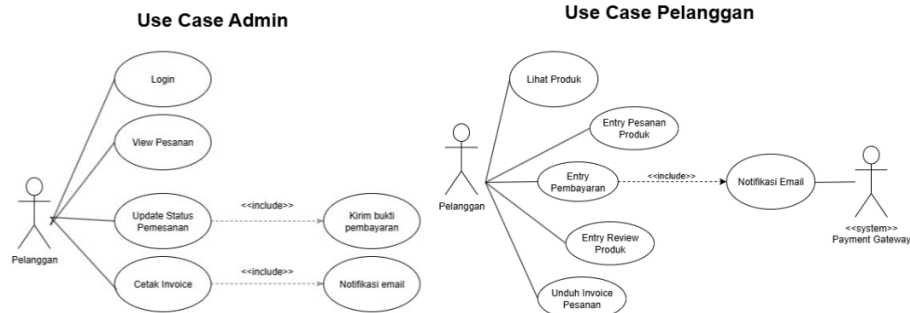 Use Case Admin
Login
View Pesanan
Update Status
Pemesanan
<<include>>
Kirim bukti
pembayaran
Pelanggan
Cetak Invoice
<<include>>
Notifikasi email
Use Case Pelanggan
Lihat Produk
Entry Pesanan
Produk
Entry
Pembayaran
<<include>>
Notifikasi Email
Pelanggan
<<system>>
Payment Gateway
Entry Review
Produk
Unduh Invoice
Pesanan